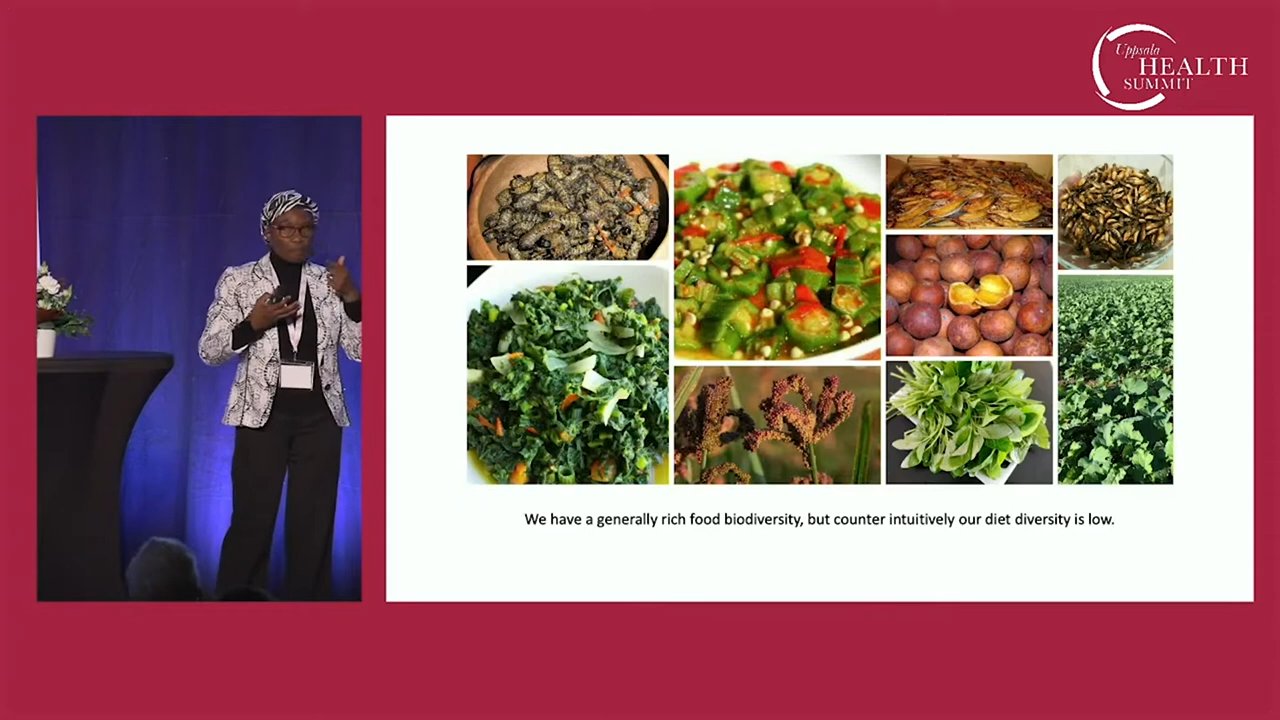 Uppsala
HEALTH
SUMMIT
We have a generally rich food biodiversity, but counter intuitively our diet diversity is low.